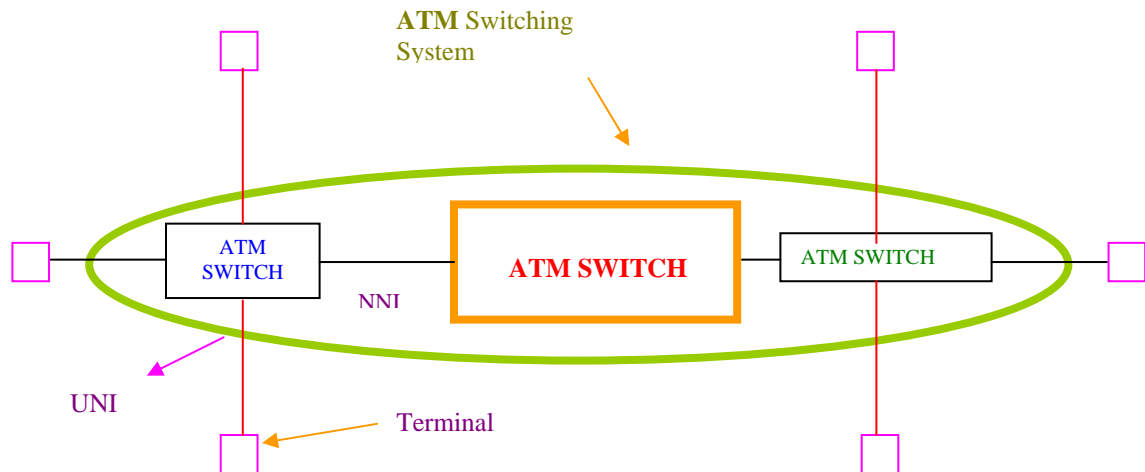 ATM Switching
System
ATM
SWITCH
ATM SWITCH
ATM SWITCH
NNI
UNI
Terminal